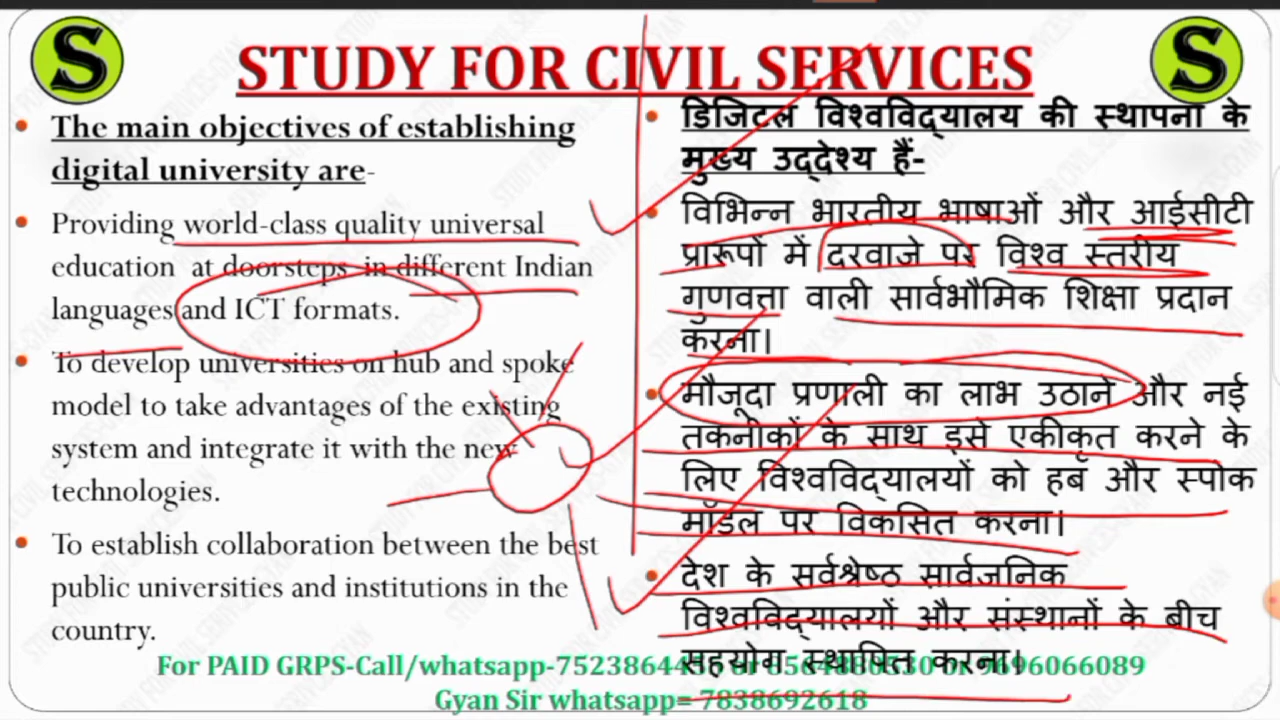 S
STUDY FOR CIVIL SERVICES
S
The main objectives of establishing
digital university are-
Providing world-class quality universal
education at doorsteps in different Indian
languages and ICT formats.
To develop universities on hub and spoke
model to take advantages of the existing
system and integrate it with the new
technologies.
To establish collaboration between the best
public universities and institutions in the
country.
डिजिटल विश्वविद्यालय की स्थापना के
मुख्य उद्देश्य हैं-
विभिन्न भारतीय भाषाओं और आईसीटी
प्रारूपों में दरवाजे पर विश्व स्तरीय
गुणवत्ता वाली सार्वभौमिक शिक्षा प्रदान
करना।
मौजूदा प्रणाली का लाभ उठाने और नई
तकनीकों के साथ इसे एकीकृत करने के
लिए विश्वविद्यालयों को हब और स्पोक
मॉडल पर विकसित करना।
देश के सर्वश्रेष्ठ सार्वजनिक
विश्वविद्यालयों और संस्थानों के बीच
सहयोग स्थापित करना।
For PAID GRPS-Call/whatsapp- or 9696066089
Gyan Sir whatsapp= 7838692618